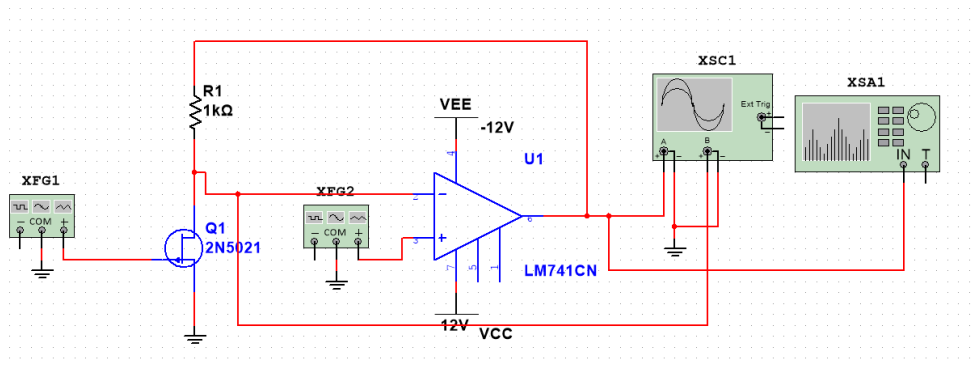 XSC1
XSA1
Ext Trig
A
B
IN T
R1
1kΩ
VEE
-12V
4
U1
XFG1
COM
XFG2
COM
2
3
6
7
5
1
Q1
2N5021
LM741CN
12V
VCC